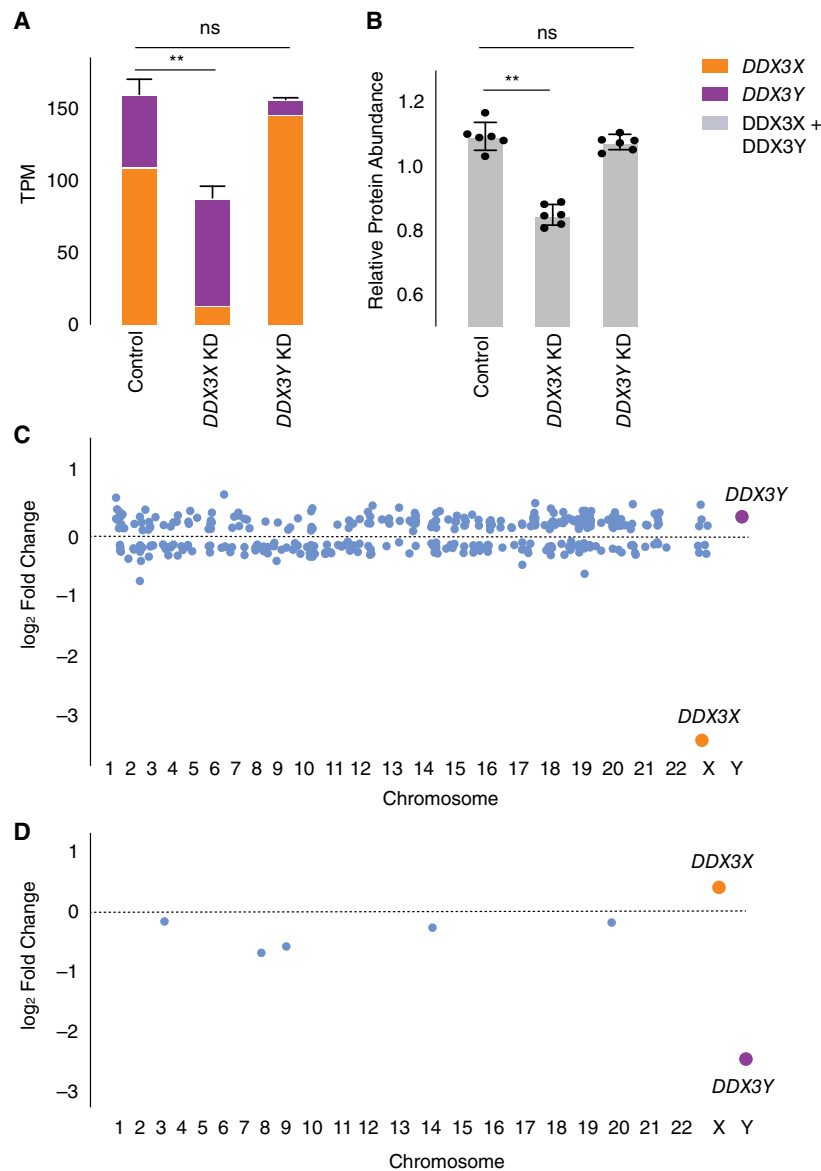 A
ns
**
TPM
150
100
50
0
Control
DDX3X KD
DDX3Y KD
B
ns
**
Relative Protein Abundance
1.2
1.0
0.8
0.6
Control
DDX3X KD
DDX3Y KD
DDX3X
DDX3Y
DDX3X +
DDX3Y
C
log₂ Fold Change
1
0
–1
–2
–3
DDX3Y
DDX3X
1 2 3 4 5 6 7 8 9 10 11 12 13 14 15 16 17 18 19 20 21 22 X Y
Chromosome
D
log₂ Fold Change
1
0
–1
–2
–3
DDX3X
DDX3Y
1 2 3 4 5 6 7 8 9 10 11 12 13 14 15 16 17 18 19 20 21 22 X Y
Chromosome